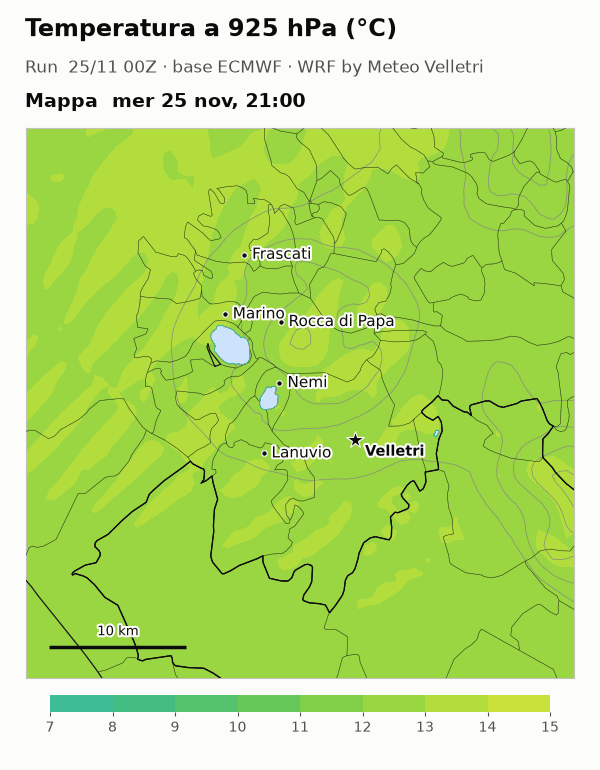 Temperatura a 925 hPa (°C)
Run  25/11 00Z · base ECMWF · WRF by Meteo Velletri
Mappa  mer 25 nov, 21:00
Frascati
Marino
Rocca di Papa
Nemi
Velletri
Lanuvio
10 km
7 8 9 10 11 12 13 14 15